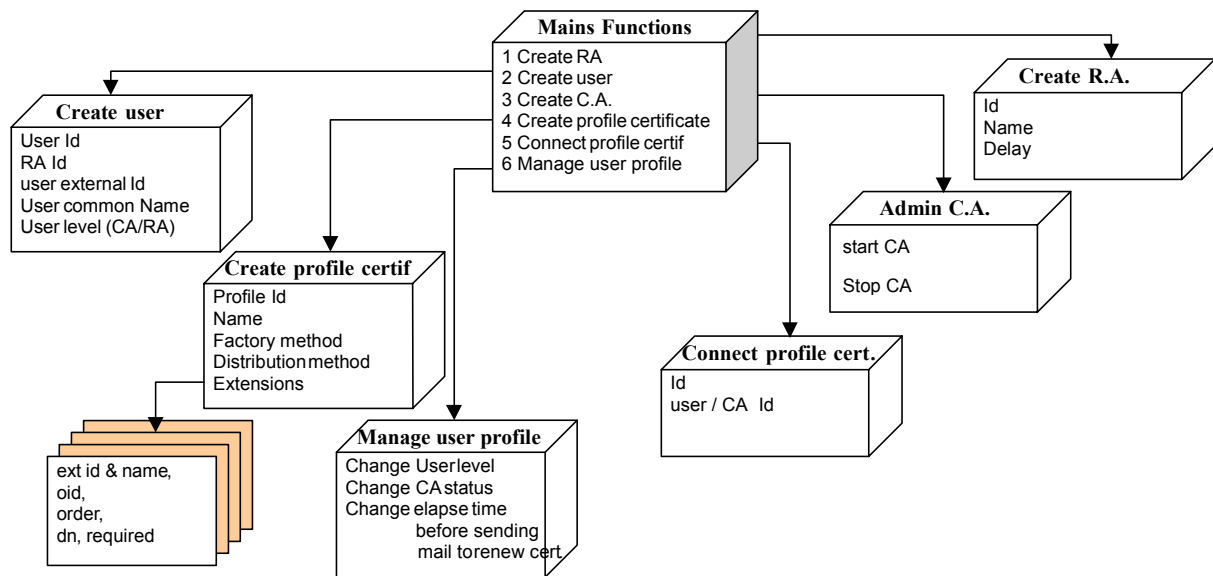 Mains Functions
1 Create RA
2 Create user
3 Create C.A.
4 Create profile certificate
5 Connect profile certif
6 Manage user profile
Create R.A.
Id
Name
Delay
Create user
User Id
RA Id
user external Id
User common Name
User level (CA/RA)
Admin C.A.
start CA
Stop CA
Create profile certif
Profile Id
Name
Factory method
Distribution method
Extensions
Connect profile cert.
Id
user / CA Id
ext id & name,
oid,
order,
dn, required
Manage user profile
Change User level
Change CA status
Change elapse time
before sending
mail to renew cert.